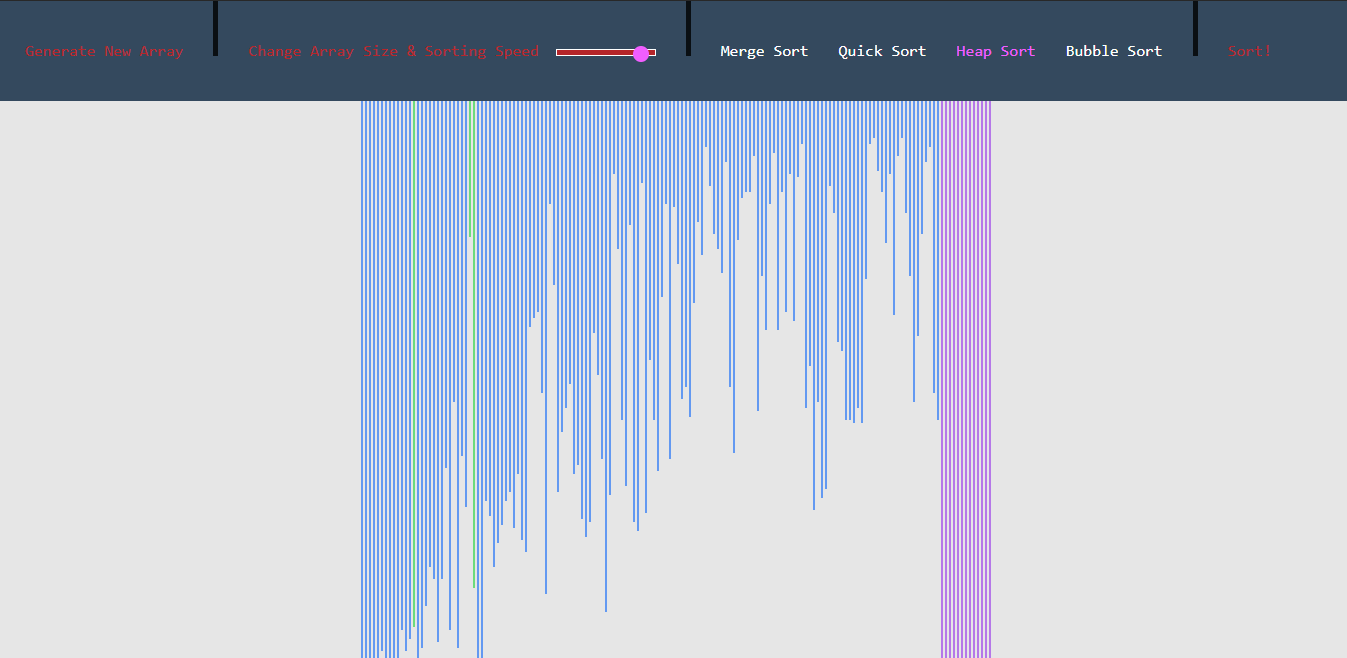 Generate New Array
Change Array Size & Sorting Speed
Merge Sort
Quick Sort
Heap Sort
Bubble Sort
Sort!